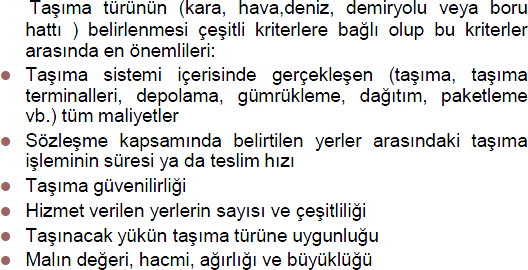 Taşıma türünün (kara, hava,deniz, demiryolu veya boru
hattı ) belirlenmesi çeşitli kriterlere bağlı olup bu kriterler
arasında en önemlileri:
● Taşıma sistemi içerisinde gerçekleşen (taşıma, taşıma
terminalleri, depolama, gümrükleme, dağıtım, paketleme
vb.) tüm maliyetler
● Sözleşme kapsamında belirtilen yerler arasındaki taşıma
işleminin süresi ya da teslim hızı
● Taşıma güvenilirliği
● Hizmet verilen yerlerin sayısı ve çeşitliliği
● Taşınacak yükün taşıma türüne uygunluğu
● Malın değeri, hacmi, ağırlığı ve büyüklüğü